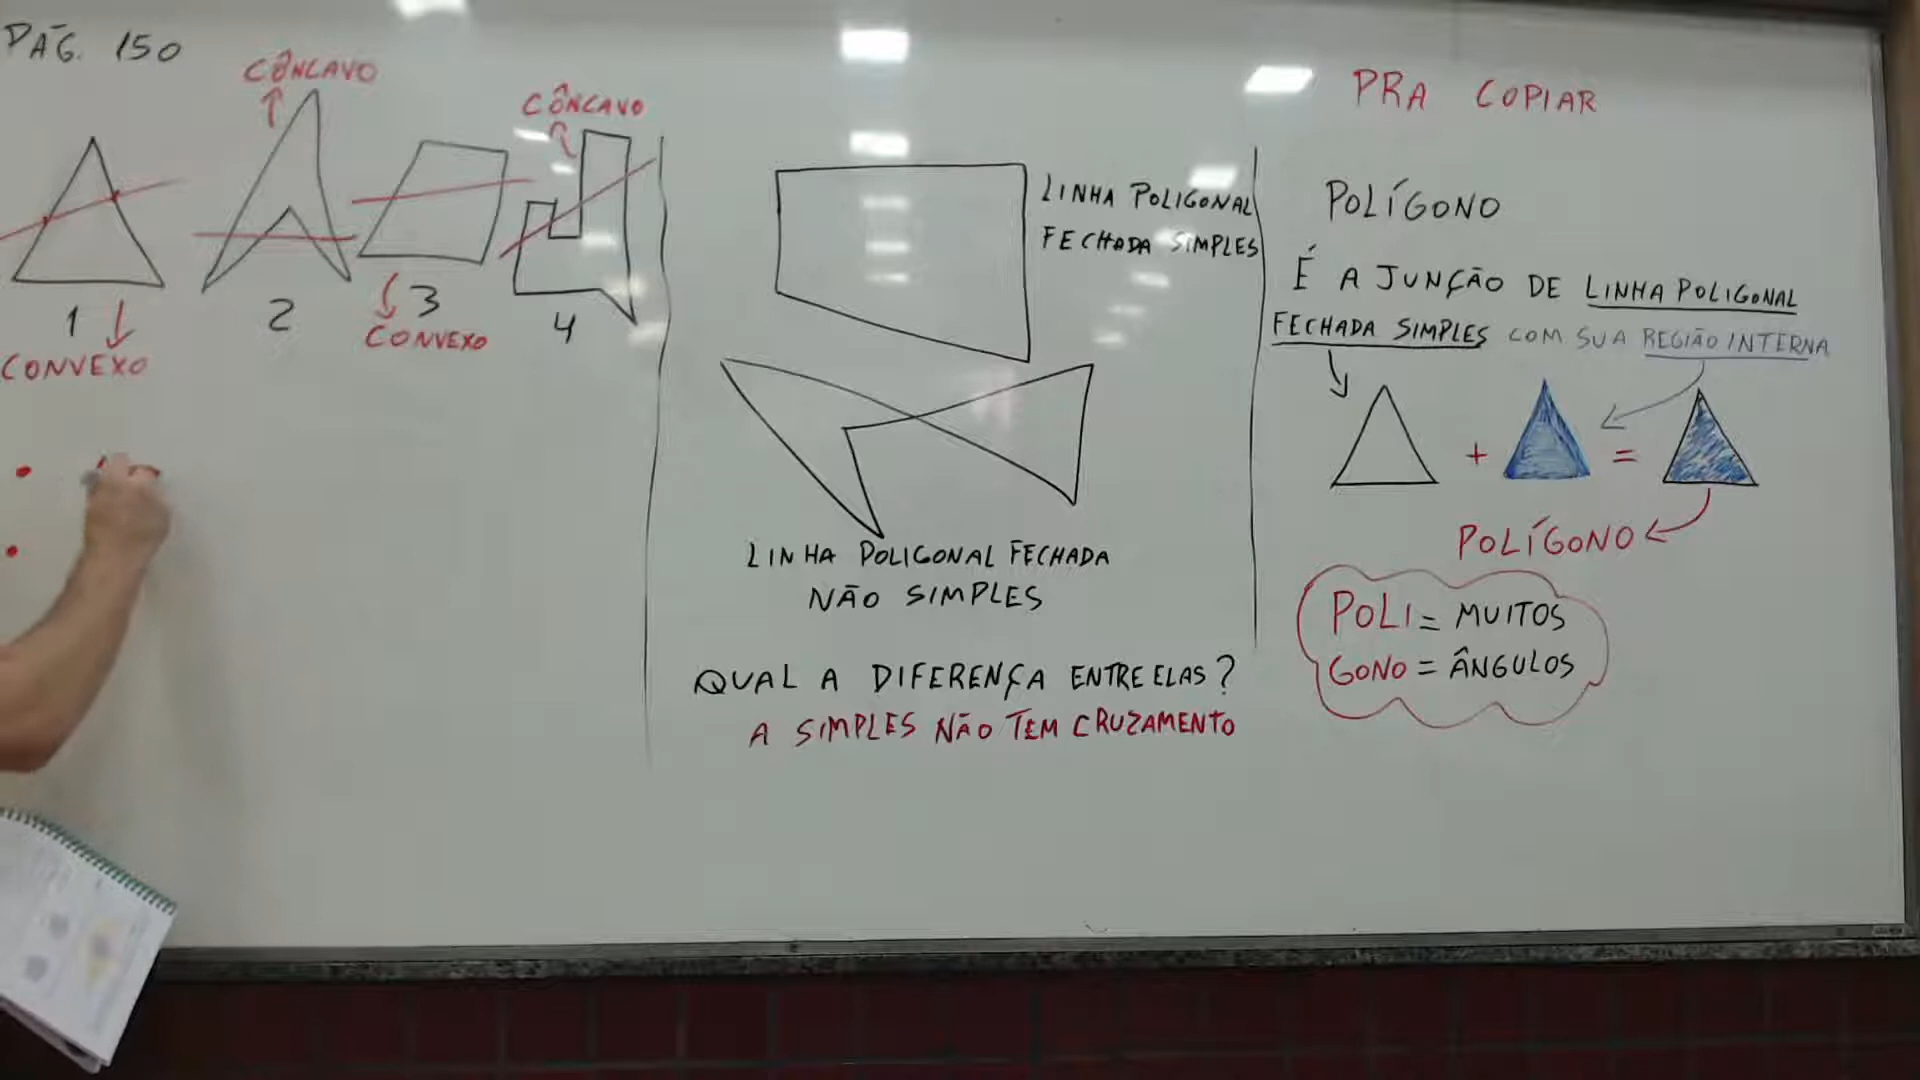 PÁG. 150
CÔNCAVO
CÔNCAVO
1
2
3
4
CONVEXO
CONVEXO
LINHA POLIGONAL
FECHADA SIMPLES
LINHA POLIGONAL FECHADA
NÃO SIMPLES
QUAL A DIFERENÇA ENTRE ELAS?
A SIMPLES NÃO TEM CRUZAMENTO
PRA COPIAR
POLÍGONO
É A JUNÇÃO DE LINHA POLIGONAL
FECHADA SIMPLES COM SUA REGIÃO INTERNA
+ =
POLÍGONO
POLI = MUITOS
GONO = ÂNGULOS